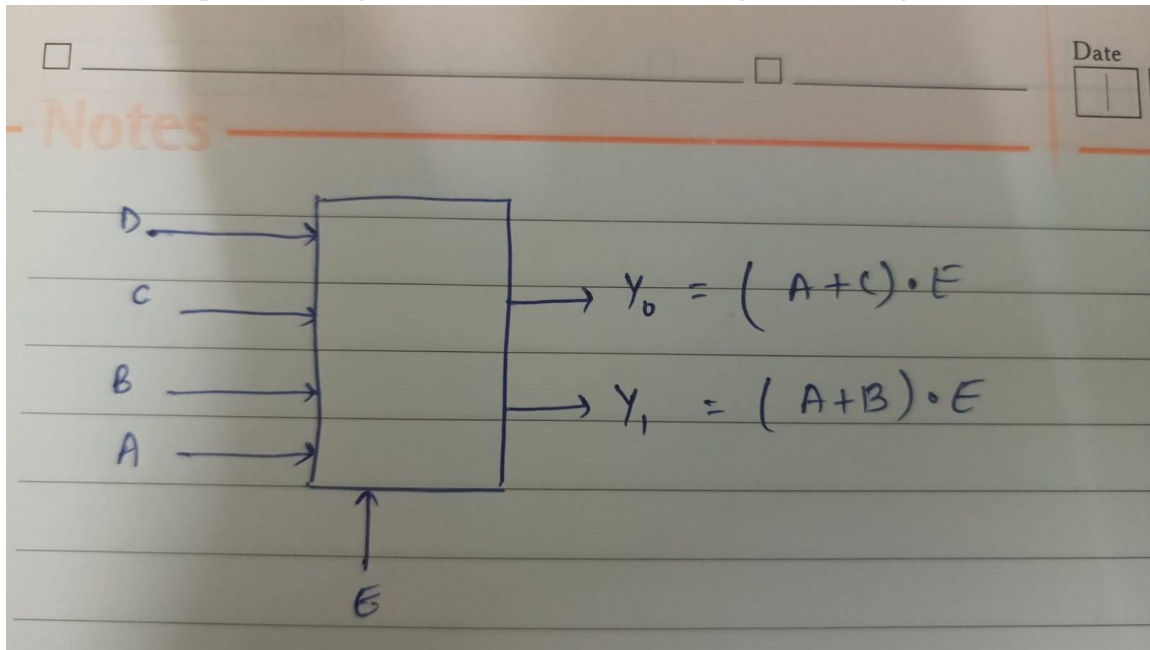 Date
Notes
D
C
Y₀ = (A+C)·E
B
Y₁ = (A+B)·E
A
E